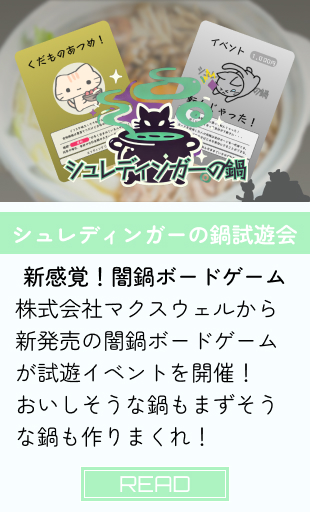 くだものあつめ！
イベント
1,000円
シュレディンガーの鍋
シュレディンガーの鍋試遊会
新感覚！闇鍋ボードゲーム
株式会社マクスウェルから
新発売の闇鍋ボードゲーム
が試遊イベントを開催！
おいしそうな鍋もまずそう
な鍋も作りまくれ！
READ